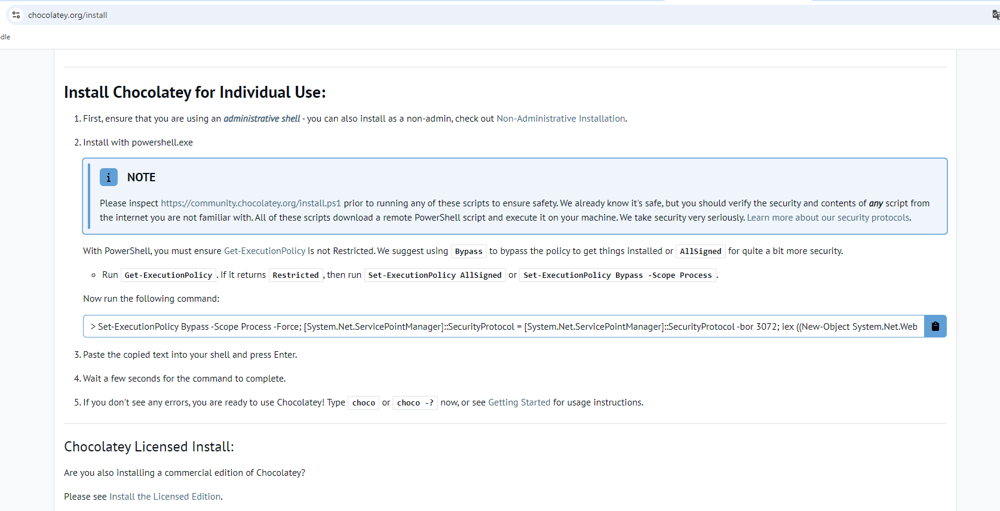 chocolatey.org/install
dle
Install Chocolatey for Individual Use:
1. First, ensure that you are using an administrative shell - you can also install as a non-admin, check out Non-Administrative Installation.
2. Install with powershell.exe
i NOTE
Please inspect https://community.chocolatey.org/install.ps1 prior to running any of these scripts to ensure safety. We already know it's safe, but you should verify the security and contents of any script from
the internet you are not familiar with. All of these scripts download a remote PowerShell script and execute it on your machine. We take security very seriously. Learn more about our security protocols.
With PowerShell, you must ensure Get-ExecutionPolicy is not Restricted. We suggest using Bypass to bypass the policy to get things installed or AllSigned for quite a bit more security.
Run Get-ExecutionPolicy. If it returns Restricted, then run Set-ExecutionPolicy AllSigned or Set-ExecutionPolicy Bypass -Scope Process.
Now run the following command:
> Set-ExecutionPolicy Bypass -Scope Process -Force; [System.Net.ServicePointManager]::SecurityProtocol = [System.Net.ServicePointManager]::SecurityProtocol -bor 3072; iex ((New-Object System.Net.Web
3. Paste the copied text into your shell and press Enter.
4. Wait a few seconds for the command to complete.
5. If you don't see any errors, you are ready to use Chocolatey! Type choco or choco -? now, or see Getting Started for usage instructions.
Chocolatey Licensed Install:
Are you also installing a commercial edition of Chocolatey?
Please see Install the Licensed Edition.